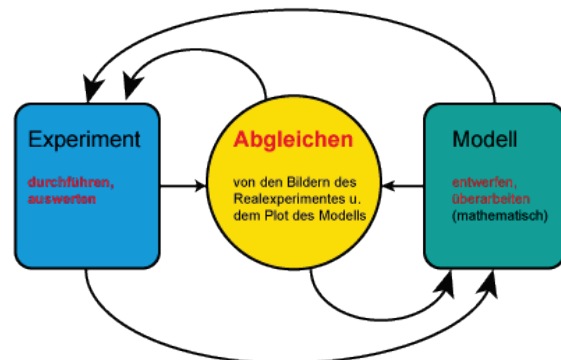 Experiment
durchführen,
auswerten
Abgleichen
von den Bildern des
Realexperimentes u.
dem Plot des Modells
Modell
entwerfen,
überarbeiten
(mathematisch)